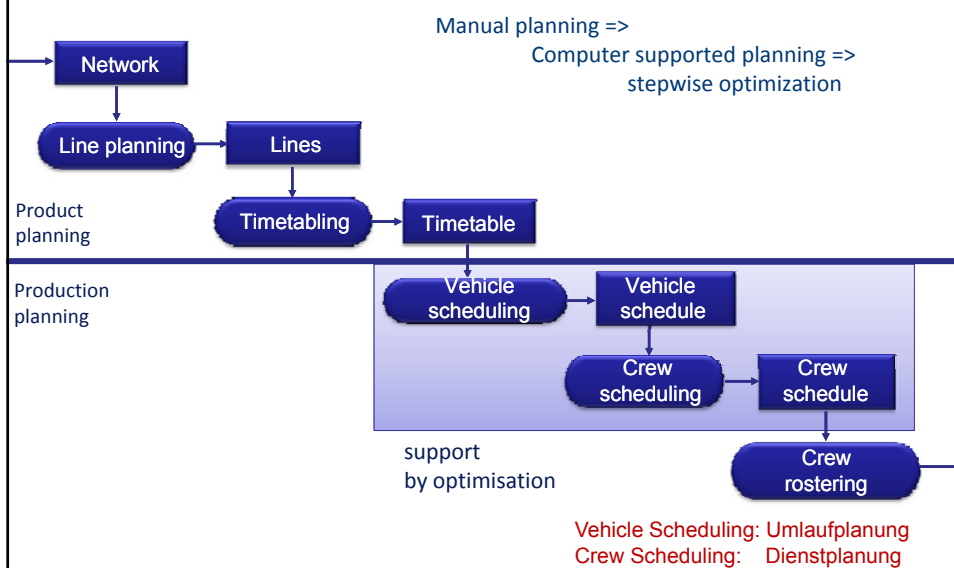 Manual planning =>
Computer supported planning =>
stepwise optimization
Network
Line planning
Lines
Product
planning
Timetabling
Timetable
Production
planning
Vehicle
scheduling
Vehicle
schedule
Crew
scheduling
Crew
schedule
support
by optimisation
Crew
rostering
Vehicle Scheduling: Umlaufplanung
Crew Scheduling: Dienstplanung